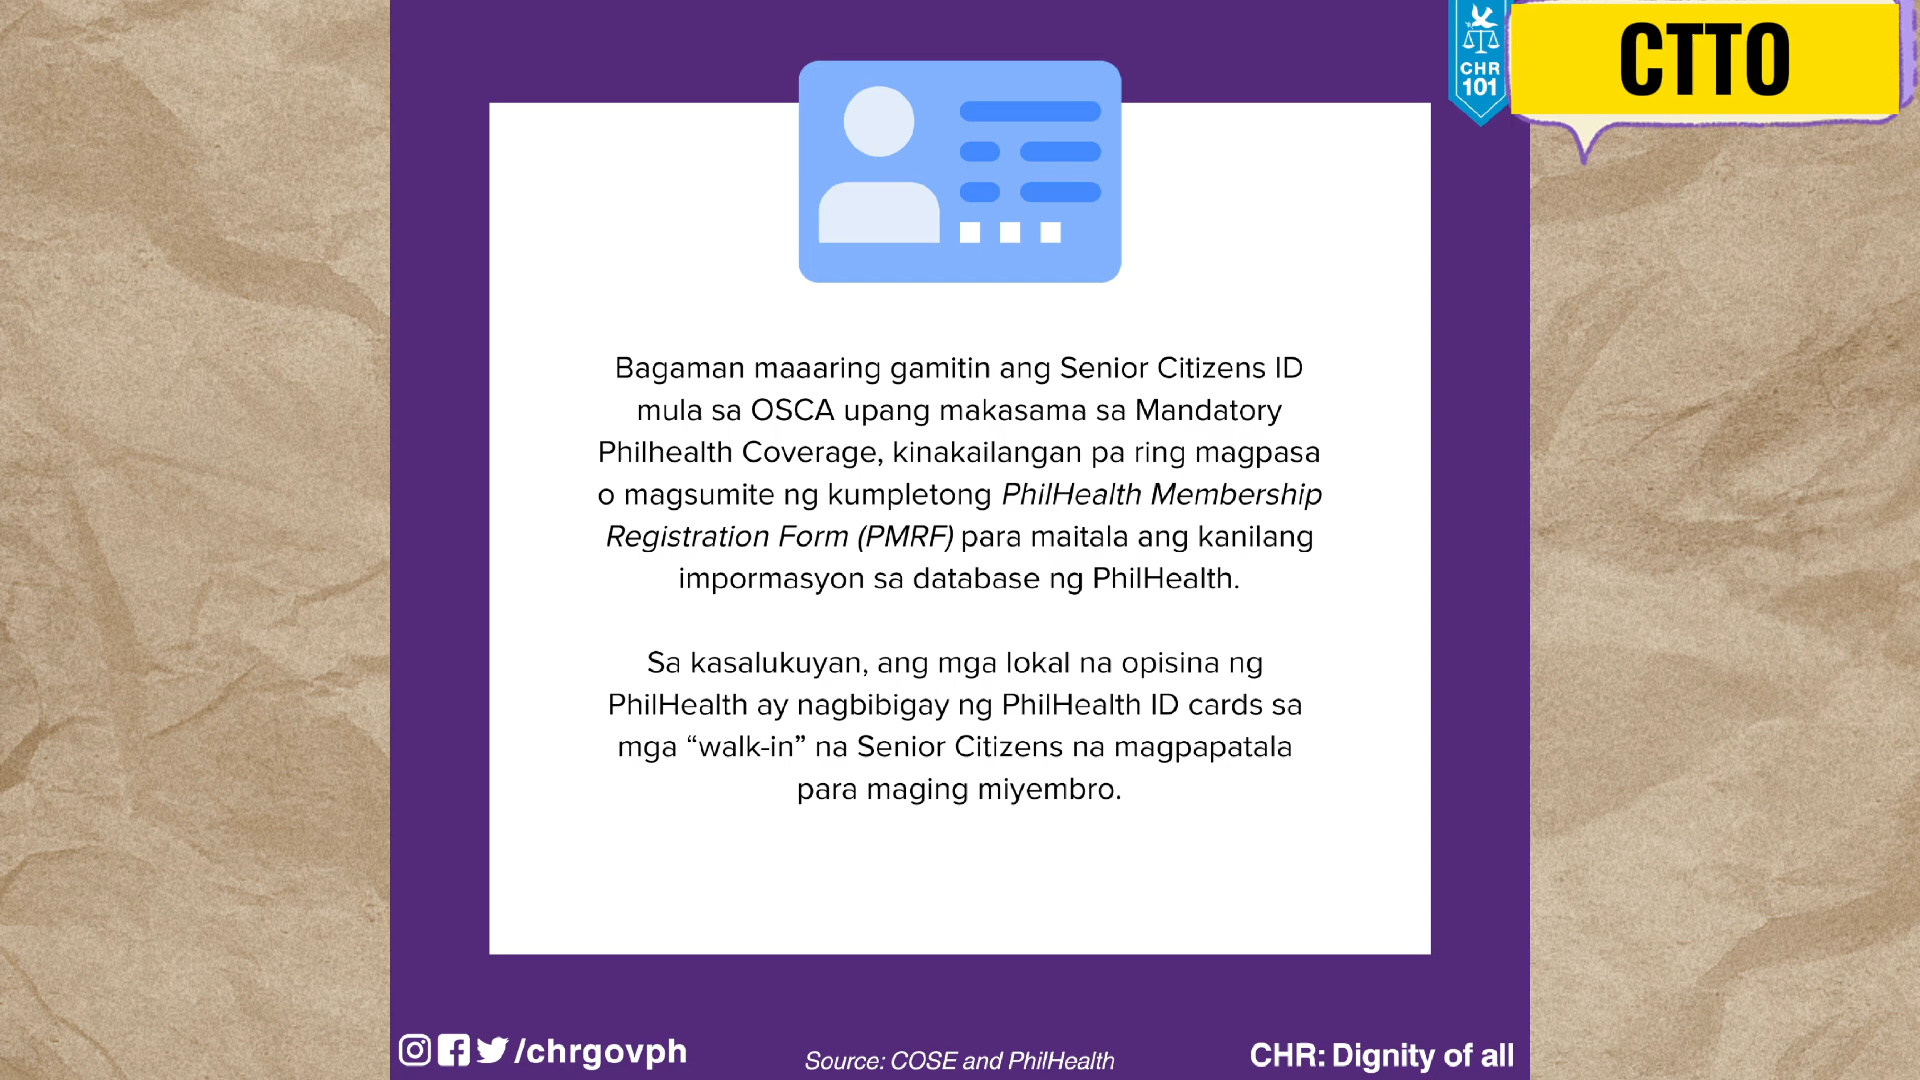 CHR
101
CTTO
Bagaman maaaring gamitin ang Senior Citizens ID
mula sa OSCA upang makasama sa Mandatory
Philhealth Coverage, kinakailangan pa ring magpasa
o magsumite ng kumpletong PhilHealth Membership
Registration Form (PMRF) para maitala ang kanilang
impormasyon sa database ng PhilHealth.
Sa kasalukuyan, ang mga lokal na opisina ng
PhilHealth ay nagbibigay ng PhilHealth ID cards sa
mga “walk-in” na Senior Citizens na magpapatala
para maging miyembro.
/chrgovph
Source: COSE and PhilHealth
CHR: Dignity of all